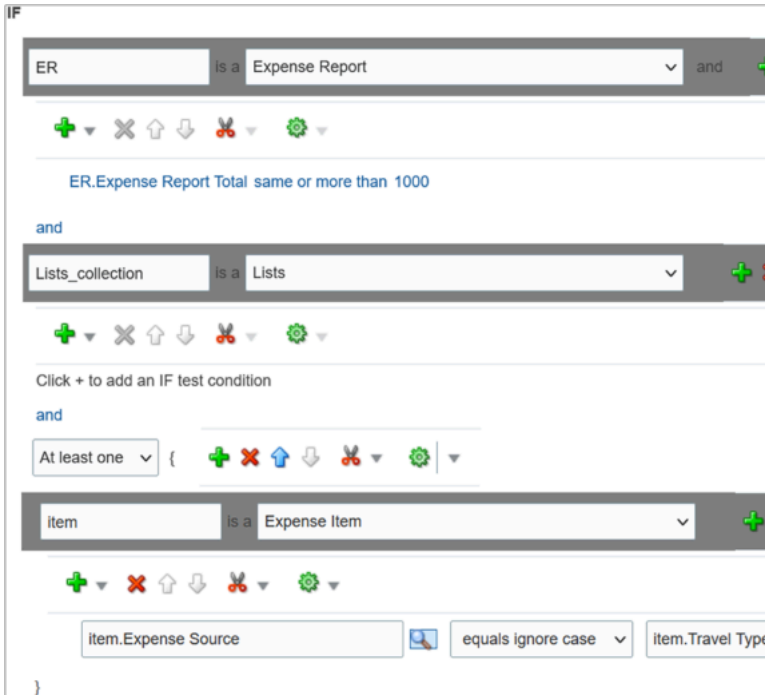 IF
ER is a Expense Report and
ER.Expense Report Total same or more than 1000
and
Lists_collection is a Lists
Click + to add an IF test condition
and
At least one {
item is a Expense Item
item.Expense Source equals ignore case item.Travel Type
}